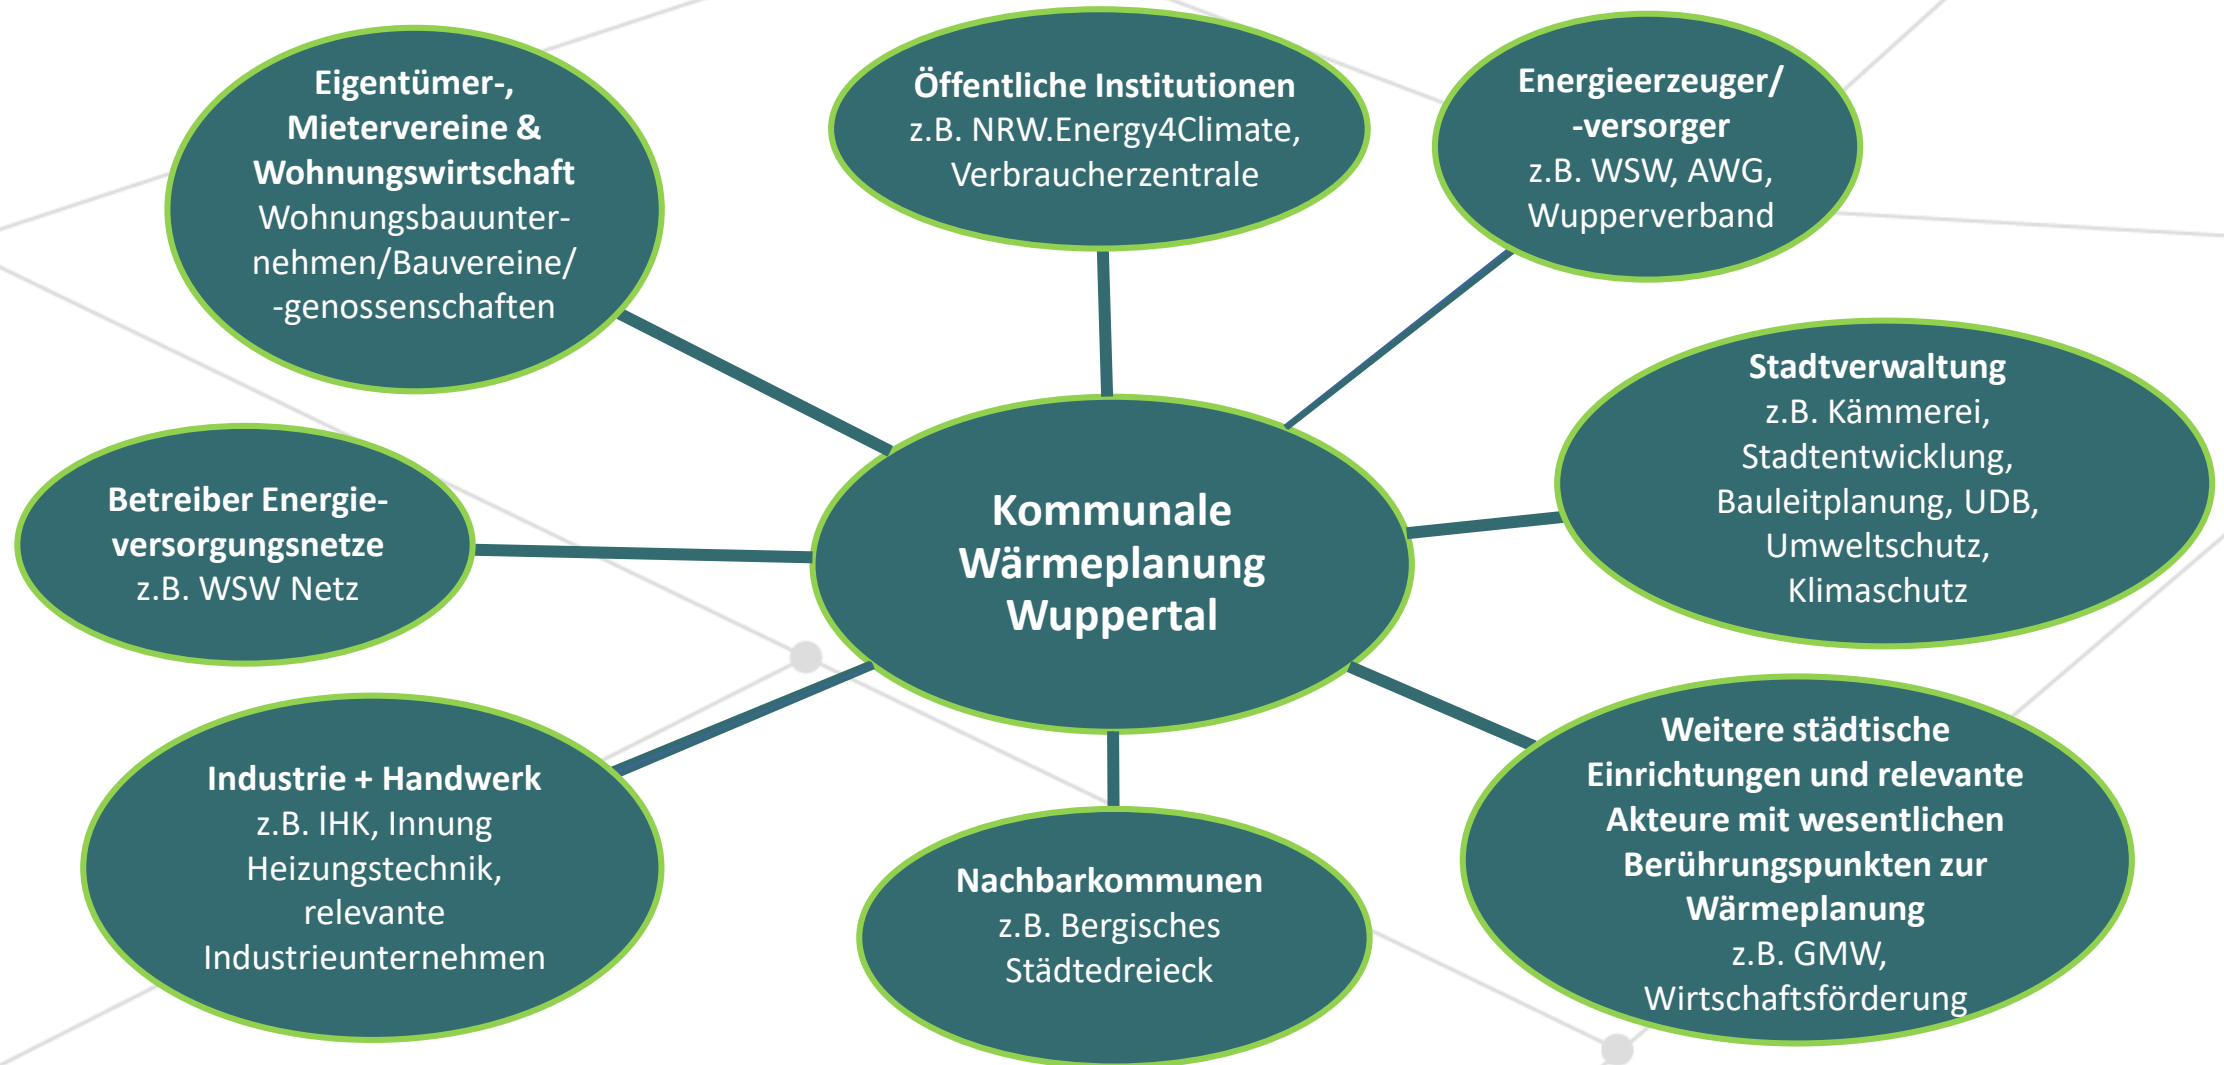 Eigentümer-,
Mietervereine &
Wohnungswirtschaft
Wohnungsbauunter-
nehmen/Bauvereine/
-genossenschaften
Öffentliche Institutionen
z.B. NRW.Energy4Climate,
Verbraucherzentrale
Energieerzeuger/
-versorger
z.B. WSW, AWG,
Wupperverband
Stadtverwaltung
z.B. Kämmerei,
Stadtentwicklung,
Bauleitplanung, UDB,
Umweltschutz,
Klimaschutz
Betreiber Energie-
versorgungsnetze
z.B. WSW Netz
Kommunale
Wärmeplanung
Wuppertal
Industrie + Handwerk
z.B. IHK, Innung
Heizungstechnik,
relevante
Industrieunternehmen
Nachbarkommunen
z.B. Bergisches
Städtedreieck
Weitere städtische
Einrichtungen und relevante
Akteure mit wesentlichen
Berührungspunkten zur
Wärmeplanung
z.B. GMW,
Wirtschaftsförderung